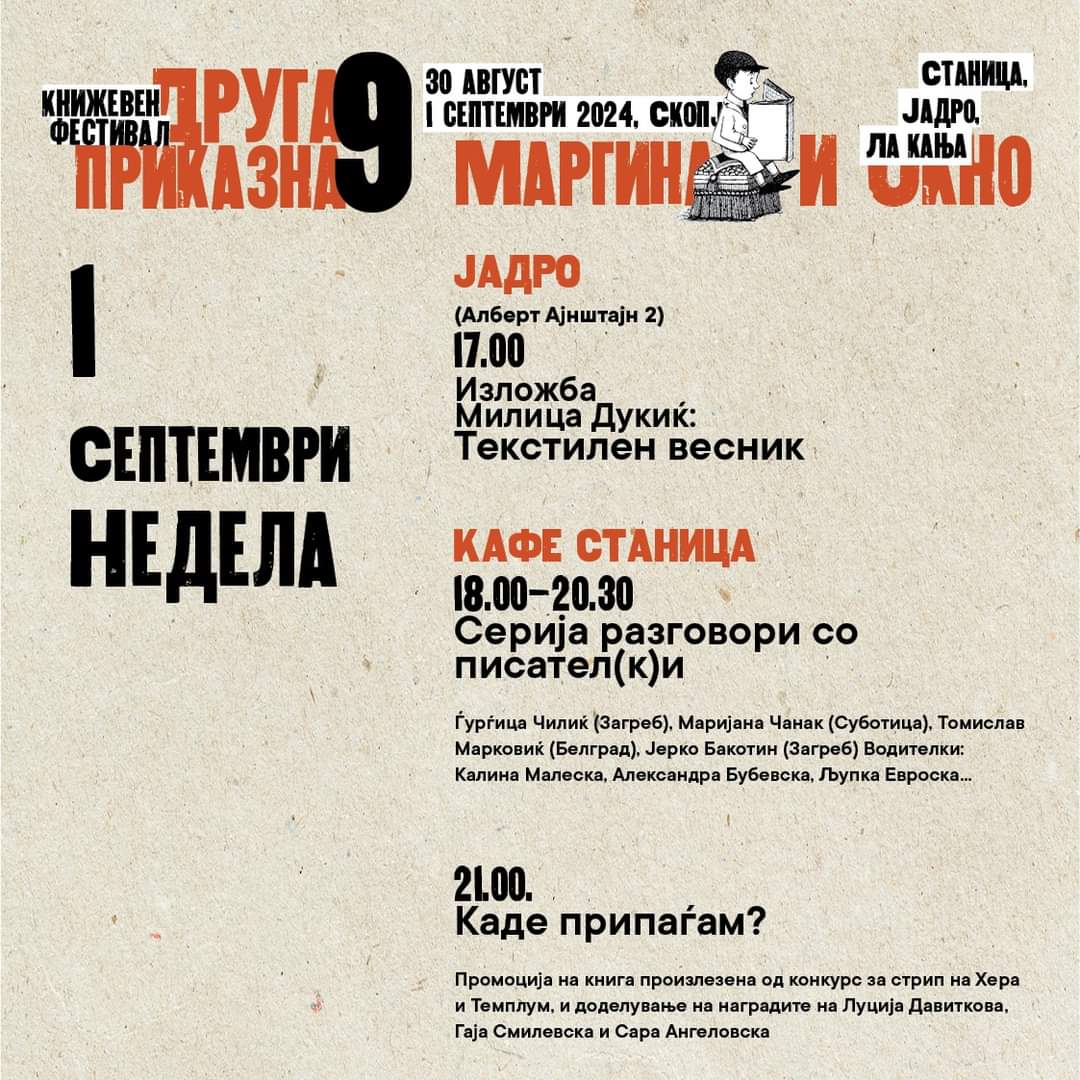 КНИЖЕВЕН
ФЕСТИВАЛ
ДРУГА
ПРИКАЗНА
9
30 АВГУСТ
1 СЕПТЕМВРИ 2024,
И
СТАНИЦА,
ЈАДРО,
ЛА КАЊА
1
СЕПТЕМВРИ
НЕДЕЛА
ЈАДРО
(Алберт Ајнштајн 2)
17.00
Изложба
Милица Дукиќ:
Текстилен весник
КАФЕ СТАНИЦА
18.00–20.30
Серија разговори со
писател(к)и
Ѓурѓица Чилиќ (Загреб), Маријана Чанак (Суботица), Томислав
Марковиќ (Белград), Јерко Бакотин (Загреб) Водителки:
Калина Малеска, Александра Бубевска, Љупка Евроска...
21.00.
Каде припаѓам?
Промоција на книга произлезена од конкурс за стрип на Хера
и Темплум, и доделување на наградите на Луција Давиткова,
Гаја Смилевска и Сара Ангеловска